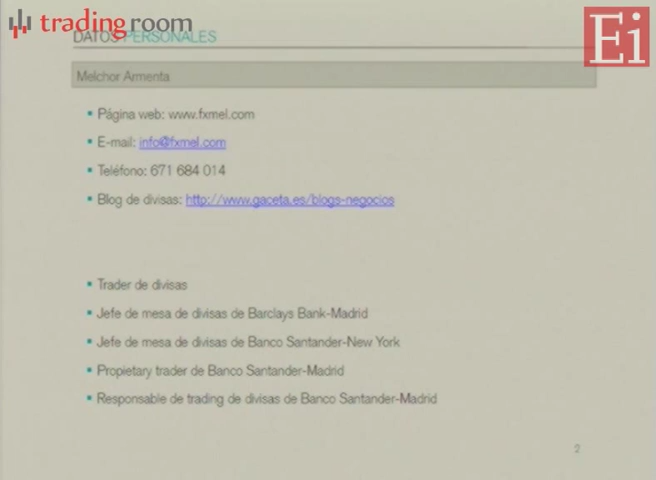 trading room
Ei
DATOS PERSONALES
Melchor Armenta
Página web: www.fxmel.com
E-mail: info@fxmel.com
Teléfono: 671 684 014
Blog de divisas: http://www.gaceta.es/blogs-negocios
Trader de divisas
Jefe de mesa de divisas de Barclays Bank-Madrid
Jefe de mesa de divisas de Banco Santander-New York
Propietary trader de Banco Santander-Madrid
Responsable de trading de divisas de Banco Santander-Madrid
2